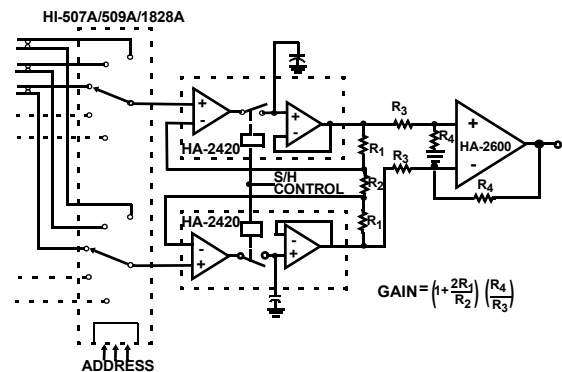 HI-507A/509A/1828A
+
-
HA-2420
-
+
R3
R4
+
HA-2600
-
R1
R3
R2
R4
R1
S/H
CONTROL
HA-2420
-
+
-
+
GAIN = (1+ 2R1/R2) (R4/R3)
ADDRESS